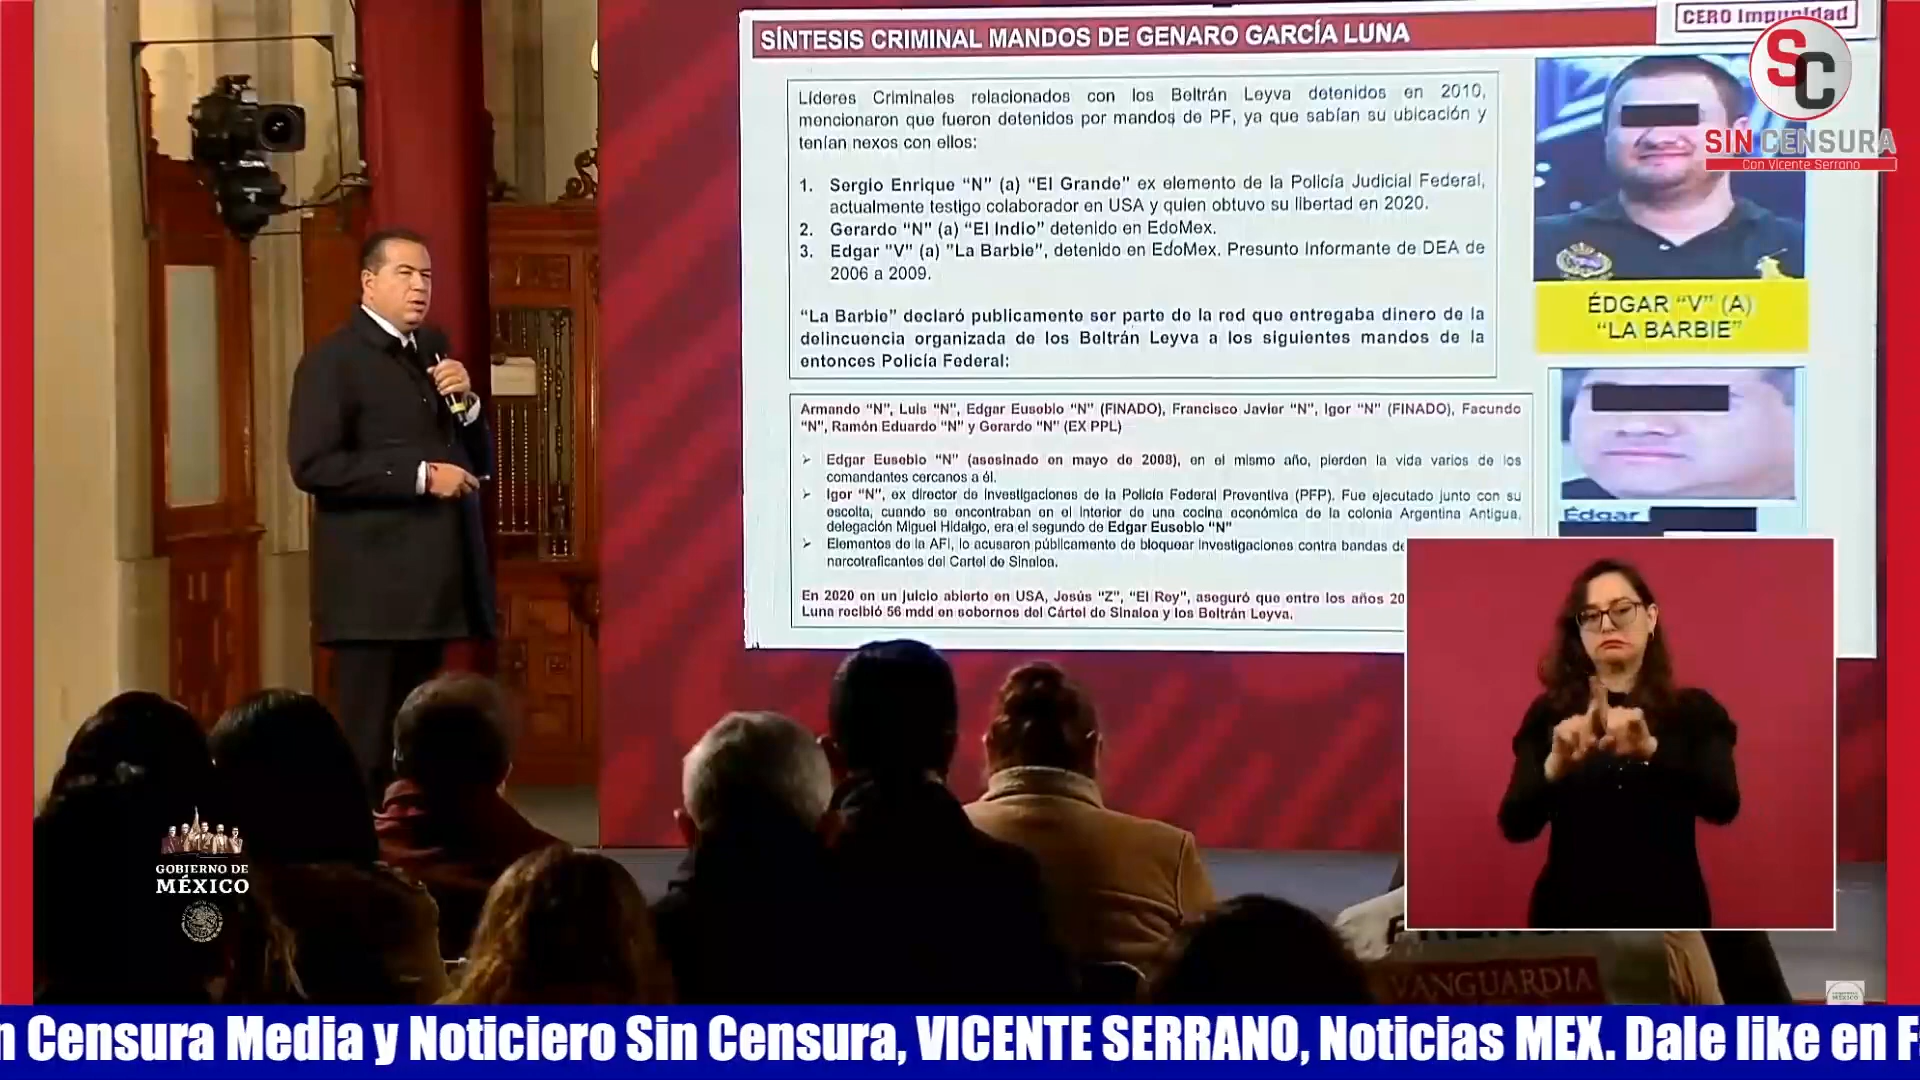 SÍNTESIS CRIMINAL MANDOS DE GENARO GARCÍA LUNA
CERO Impunidad
SC
SIN CENSURA
Con Vicente Serrano
Líderes Criminales relacionados con los Beltrán Leyva detenidos en 2010,
mencionaron que fueron detenidos por mandos de PF, ya que sabían su ubicación y
tenían nexos con ellos:
1. Sergio Enrique “N” (a) “El Grande” ex elemento de la Policía Judicial Federal,
actualmente testigo colaborador en USA y quien obtuvo su libertad en 2020.
2. Gerardo “N” (a) “El Indio” detenido en EdoMex.
3. Edgar "V" (a) "La Barbie", detenido en EdoMex. Presunto Informante de DEA de
2006 a 2009.
“La Barbie” declaró publicamente ser parte de la red que entregaba dinero de la
delincuencia organizada de los Beltrán Leyva a los siguientes mandos de la
entonces Policía Federal:
ÉDGAR “V” (A)
“LA BARBIE”
Armando “N”, Luis “N”, Edgar Eusebio “N” (FINADO), Francisco Javier “N”, Igor “N” (FINADO), Facundo
“N”, Ramón Eduardo “N” y Gerardo “N” (EX PPL)
➢ Edgar Eusebio “N” (asesinado en mayo de 2008), en el mismo año, pierden la vida varios de los
comandantes cercanos a él.
➢ Igor “N”, ex director de Investigaciones de la Policía Federal Preventiva (PFP). Fue ejecutado junto con su
escolta, cuando se encontraban en el interior de una cocina económica de la colonia Argentina Antigua,
delegación Miguel Hidalgo, era el segundo de Edgar Eusebio “N”
➢ Elementos de la AFI, lo acusaron públicamente de bloquear investigaciones contra bandas de
narcotraficantes del Cartel de Sinaloa.
En 2020 en un juicio abierto en USA, Jesús “Z”, “El Rey”, aseguró que entre los años 20
Luna recibió 56 mdd en sobornos del Cártel de Sinaloa y los Beltrán Leyva.
Édgar
GOBIERNO DE
MÉXICO
VANGUARDIA
n Censura Media y Noticiero Sin Censura, VICENTE SERRANO, Noticias MEX. Dale like en F